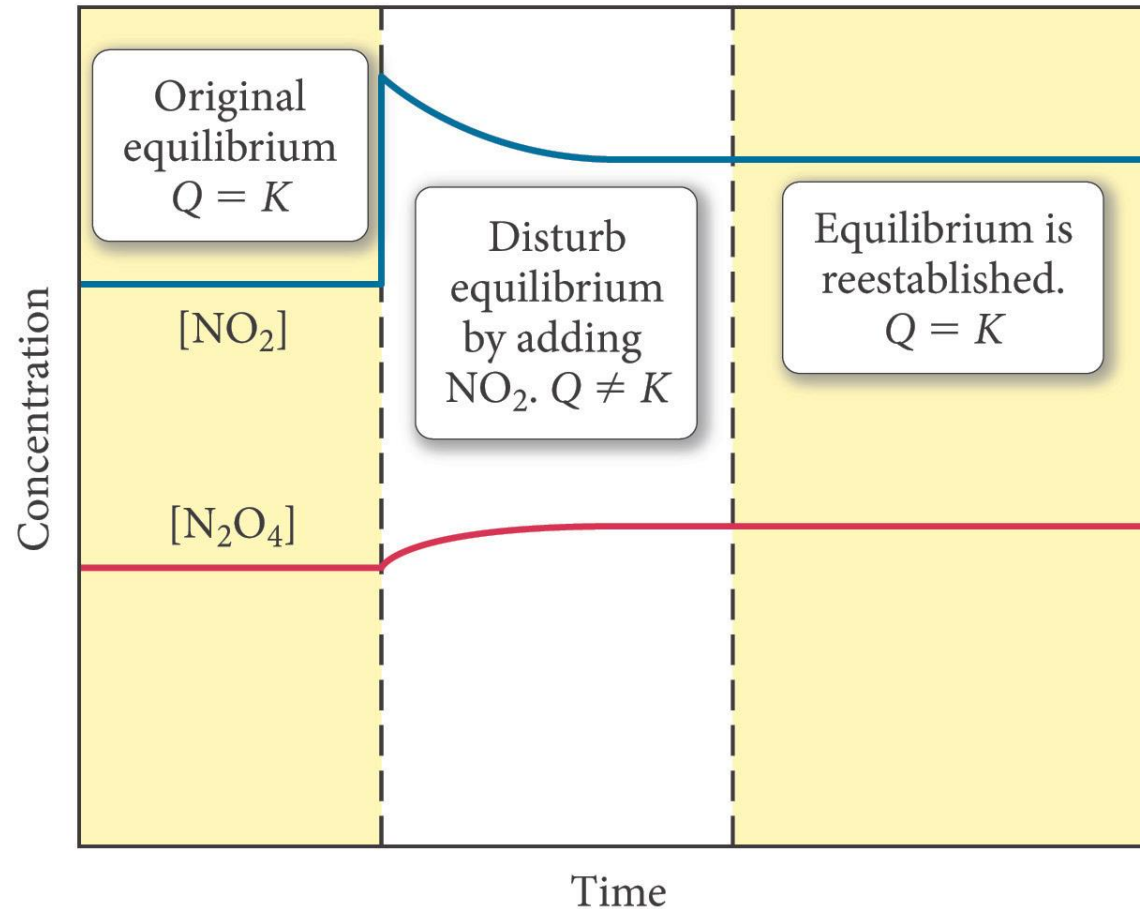 Original
equilibrium
Q = K
[NO₂]
[N₂O₄]
Disturb
equilibrium
by adding
NO₂. Q ≠ K
Equilibrium is
reestablished.
Q = K
Concentration
Time